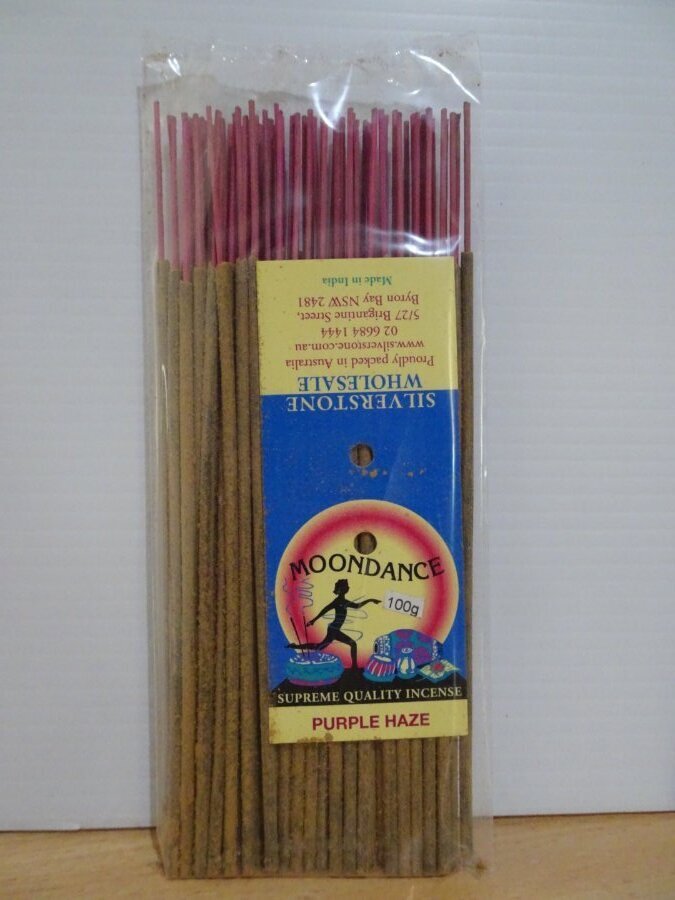 Made in India
5/27 Brigantine Street,
Byron Bay NSW 2481
02 6684 1444
www.silverstone.com.au
Proudly packed in Australia
SILVERSTONE
WHOLESALE
MOONDANCE
100g
SUPREME QUALITY INCENSE
PURPLE HAZE